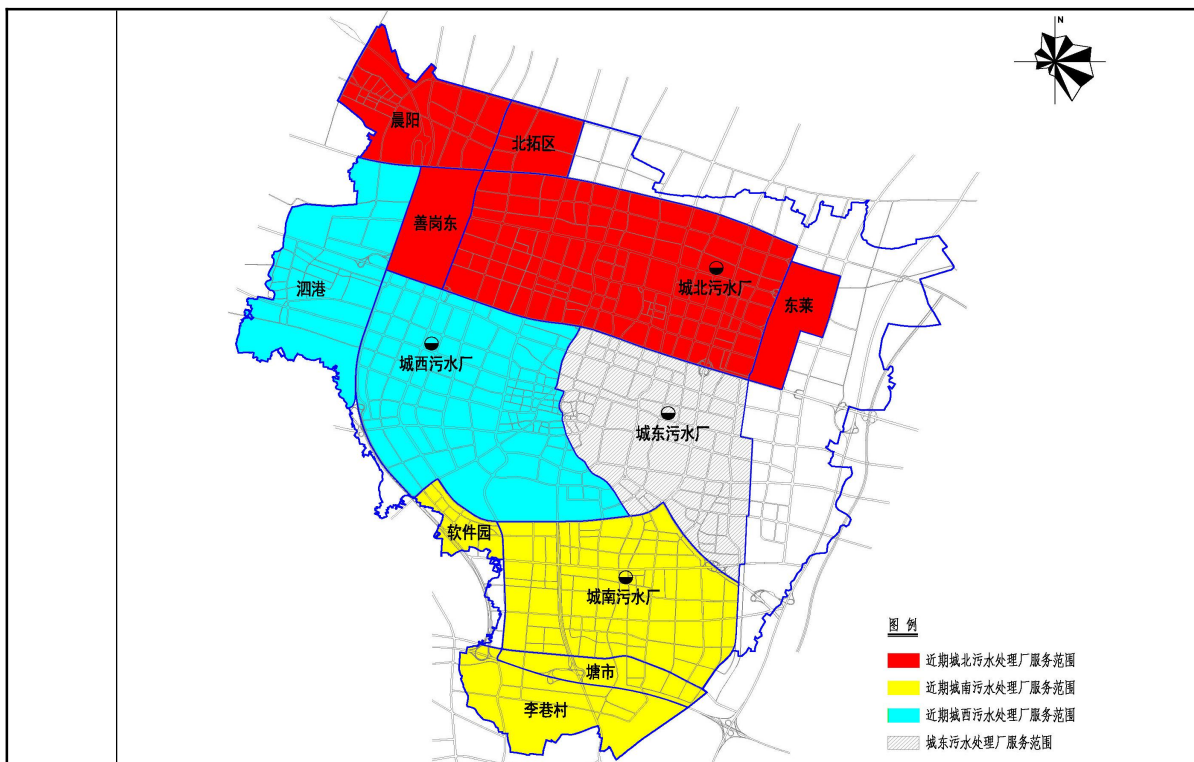 N
晨阳
北拓区
善岗东
城北污水厂
泗港
东莱
城西污水厂
城东污水厂
软件园
城南污水厂
塘市
李巷村
图 例
近期城北污水处理厂服务范围
近期城南污水处理厂服务范围
近期城西污水处理厂服务范围
城东污水处理厂服务范围